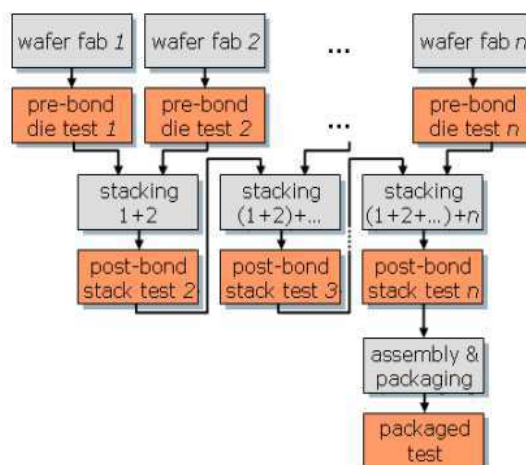 wafer fab 1
wafer fab 2
...
wafer fab n
pre-bond
die test 1
pre-bond
die test 2
...
pre-bond
die test n
stacking
1+2
stacking
(1+2)+...
stacking
(1+2+...)+n
post-bond
stack test 2
post-bond
stack test 3
post-bond
stack test n
assembly &
packaging
packaged
test